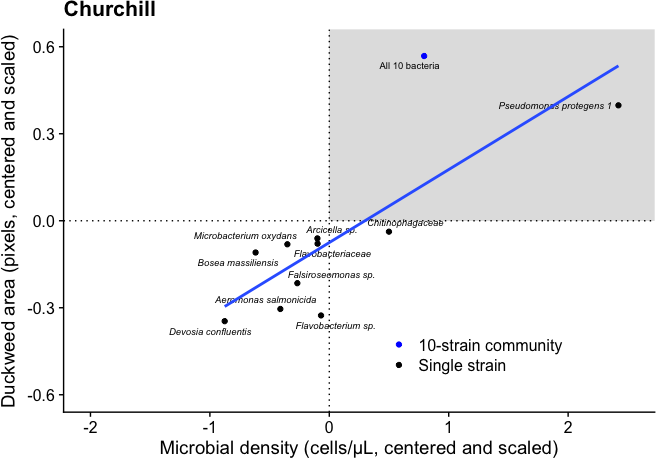 Churchill
Duckweed area (pixels, centered and scaled)
0.6
0.3
0.0
-0.3
-0.6
All 10 bacteria
Pseudomonas protegens 1
Chitinophagaceae
Arcicella sp.
Microbacterium oxydans
Flavobacteriaceae
Bosea massiliensis
Falsiroseomonas sp.
Aeromonas salmonicida
Flavobacterium sp.
Devosia confluentis
10-strain community
Single strain
-2 -1 0 1 2
Microbial density (cells/µL, centered and scaled)